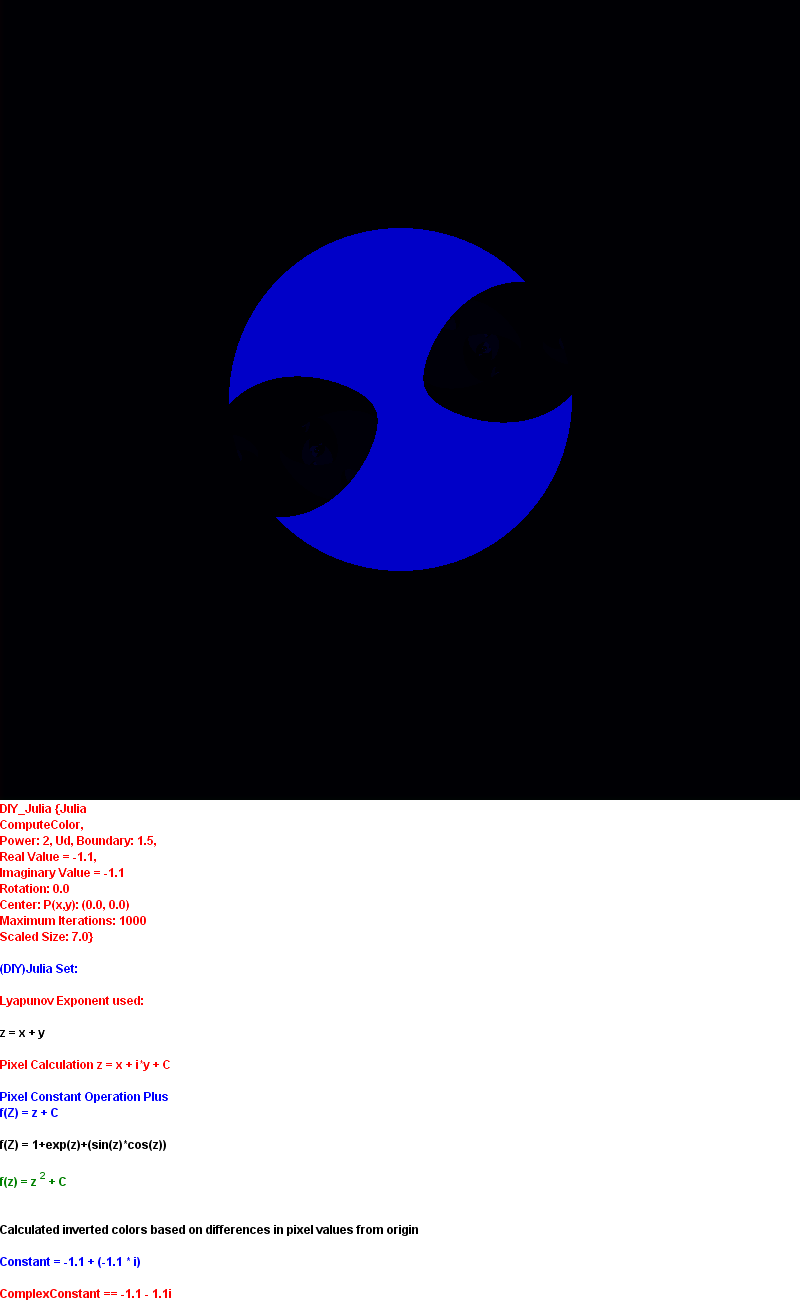 DIY_Julia {Julia
ComputeColor,
Power: 2, Ud, Boundary: 1.5,
Real Value = -1.1,
Imaginary Value = -1.1
Rotation: 0.0
Center: P(x,y): (0.0, 0.0)
Maximum Iterations: 1000
Scaled Size: 7.0}
(DIY)Julia Set:
Lyapunov Exponent used:
z = x + y
Pixel Calculation z = x + i*y + C
Pixel Constant Operation Plus
f(Z) = z + C
f(Z) = 1+exp(z)+(sin(z)*cos(z))
f(z) = z 2 + C
Calculated inverted colors based on differences in pixel values from origin
Constant = -1.1 + (-1.1 * i)
ComplexConstant == -1.1 - 1.1i